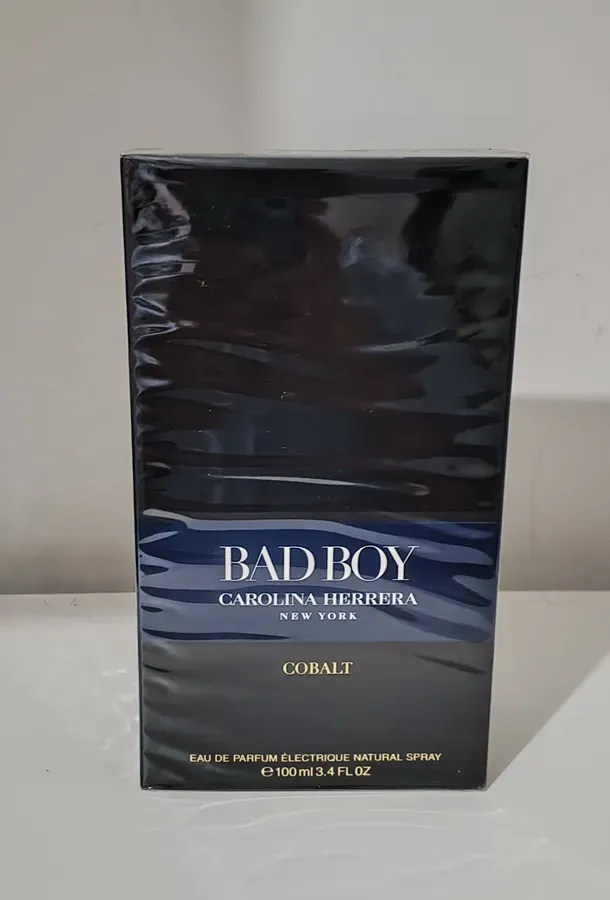 BAD BOY
CAROLINA HERRERA
NEW YORK
COBALT
EAU DE PARFUM ÉLECTRIQUE NATURAL SPRAY
℮100 ml 3.4 FL OZ